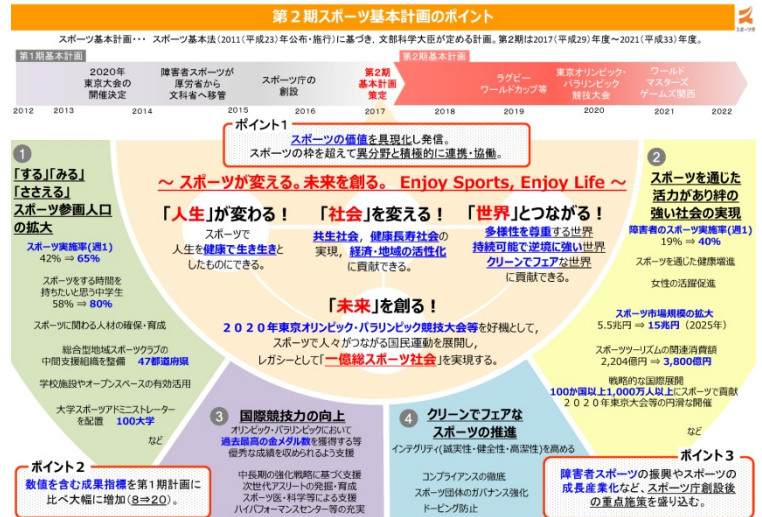 第２期スポーツ基本計画のポイント
スポーツ庁
スポーツ基本計画･･･ スポーツ基本法（2011（平成23）年公布・施行）に基づき，文部科学大臣が定める計画。第2期は2017（平成29）年度～2021（平成33）年度。
第1期基本計画
第2期基本計画
2020年
東京大会の
開催決定
障害者スポーツが
厚労省から
文科省へ移管
スポーツ庁の
創設
第2期
基本計画
策定
ラグビー
ワールドカップ等
東京オリンピック・
パラリンピック
競技大会
ワールド
マスターズ
ゲームズ関西
2012 2013 2014 2015 2016 2017 2018 2019 2020 2021 2022
ポイント1
スポーツの価値を具現化し発信。
スポーツの枠を超えて異分野と積極的に連携・協働。
～ スポーツが変える。未来を創る。 Enjoy Sports, Enjoy Life ～
「人生」が変わる！
スポーツで
人生を健康で生き生きと
したものにできる。
「社会」を変える！
共生社会，健康長寿社会の
実現，経済・地域の活性化
に貢献できる。
「世界」とつながる！
多様性を尊重する世界
持続可能で逆境に強い世界
クリーンでフェアな世界
に貢献できる。
「未来」を創る！
２０２０年東京オリンピック・パラリンピック競技大会等を好機として，
スポーツで人々がつながる国民運動を展開し，
レガシーとして「一億総スポーツ社会」を実現する。
1
「する」「みる」
「ささえる」
スポーツ参画人口
の拡大
スポーツ実施率(週1)
42% ⇒ 65%
スポーツをする時間を
持ちたいと思う中学生
58% ⇒ 80%
スポーツに関わる人材の確保・育成
総合型地域スポーツクラブの
中間支援組織を整備 47都道府県
学校施設やオープンスペースの有効活用
大学スポーツアドミニストレーター
を配置 100大学
など
2
スポーツを通じた
活力があり絆の
強い社会の実現
障害者のスポーツ実施率(週1)
19% ⇒ 40%
スポーツを通じた健康増進
女性の活躍促進
スポーツ市場規模の拡大
5.5兆円 ⇒ 15兆円（2025年）
スポーツツーリズムの関連消費額
2,204億円 ⇒ 3,800億円
戦略的な国際展開
100か国以上1,000万人以上にスポーツで貢献
２０２０年東京大会等の円滑な開催
など
3
国際競技力の向上
オリンピック・パラリンピックにおいて
過去最高の金メダル数を獲得する等
優秀な成績を収められるよう支援
中長期の強化戦略に基づく支援
次世代アスリートの発掘・育成
スポーツ医・科学等による支援
ハイパフォーマンスセンター等の充実
4
クリーンでフェアな
スポーツの推進
インテグリティ(誠実性・健全性・高潔性)を高める
コンプライアンスの徹底
スポーツ団体のガバナンス強化
ドーピング防止
ポイント2
数値を含む成果指標を第１期計画に
比べ大幅に増加（8⇒20）。
ポイント3
障害者スポーツの振興やスポーツの
成長産業化など、スポーツ庁創設後
の重点施策を盛り込む。